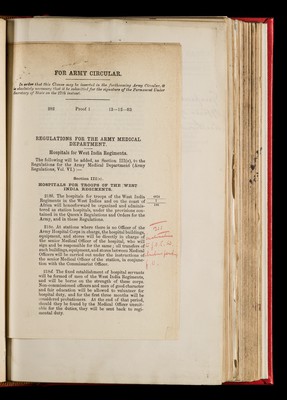 FOR ARMY CIRCULAR.
In order that this Clause may be inserted in the forthcoming Army Circular, it
is absolutely necessary that it be submitted for the signature of the Permanent Under
Secretary of State on the 27th instant.
Proof 1
REGULATIONS FOR THE ARMY MEDICAL
DEPARTMENT.
Hospitals for West India Regiments.
The following will be added, as Section III(a), to the
Regulations for the Army Medical Department (Army
Regulations, Vol. VI.) :—
Section III(a).
HOSPITALS FOR TROOPS OF THE WEST
INDIA REGIMENTS.
The hospitals for troops of the West India
Regiments in the West Indies and on the coast of
Africa will henceforward be organized and adminis-
tered as station hospitals, under the provisions con-
tained in the Queen's Regulations and Orders for the
Army, and in these Regulations.
At stations where there is no Officer of the
Army Hospital Corps in charge, the hospital buildings,
equipment, and stores will be directly in charge of
the senior Medical Officer of the hospital, who will
sign and be responsible for the same; all transfers of
such buildings, equipment, and stores between Medical
Officers will be carried out under the instructions of
the senior Medical Officer of the station, in conjunc-
tion with the Commissariat Officer.
The fixed establishment of hospital servants
will be formed of men of the West India Regiments,
and will be borne on the strength of these corps.
Non-commissioned officers and men of good character
and fair education will be allowed to volunteer for
hospital duty, and for the first three months will be
considered probationers. At the end of that period,
should they be found by the Medical Officer unsuit-
able for the duties, they will be sent back to regi-
mental duty.